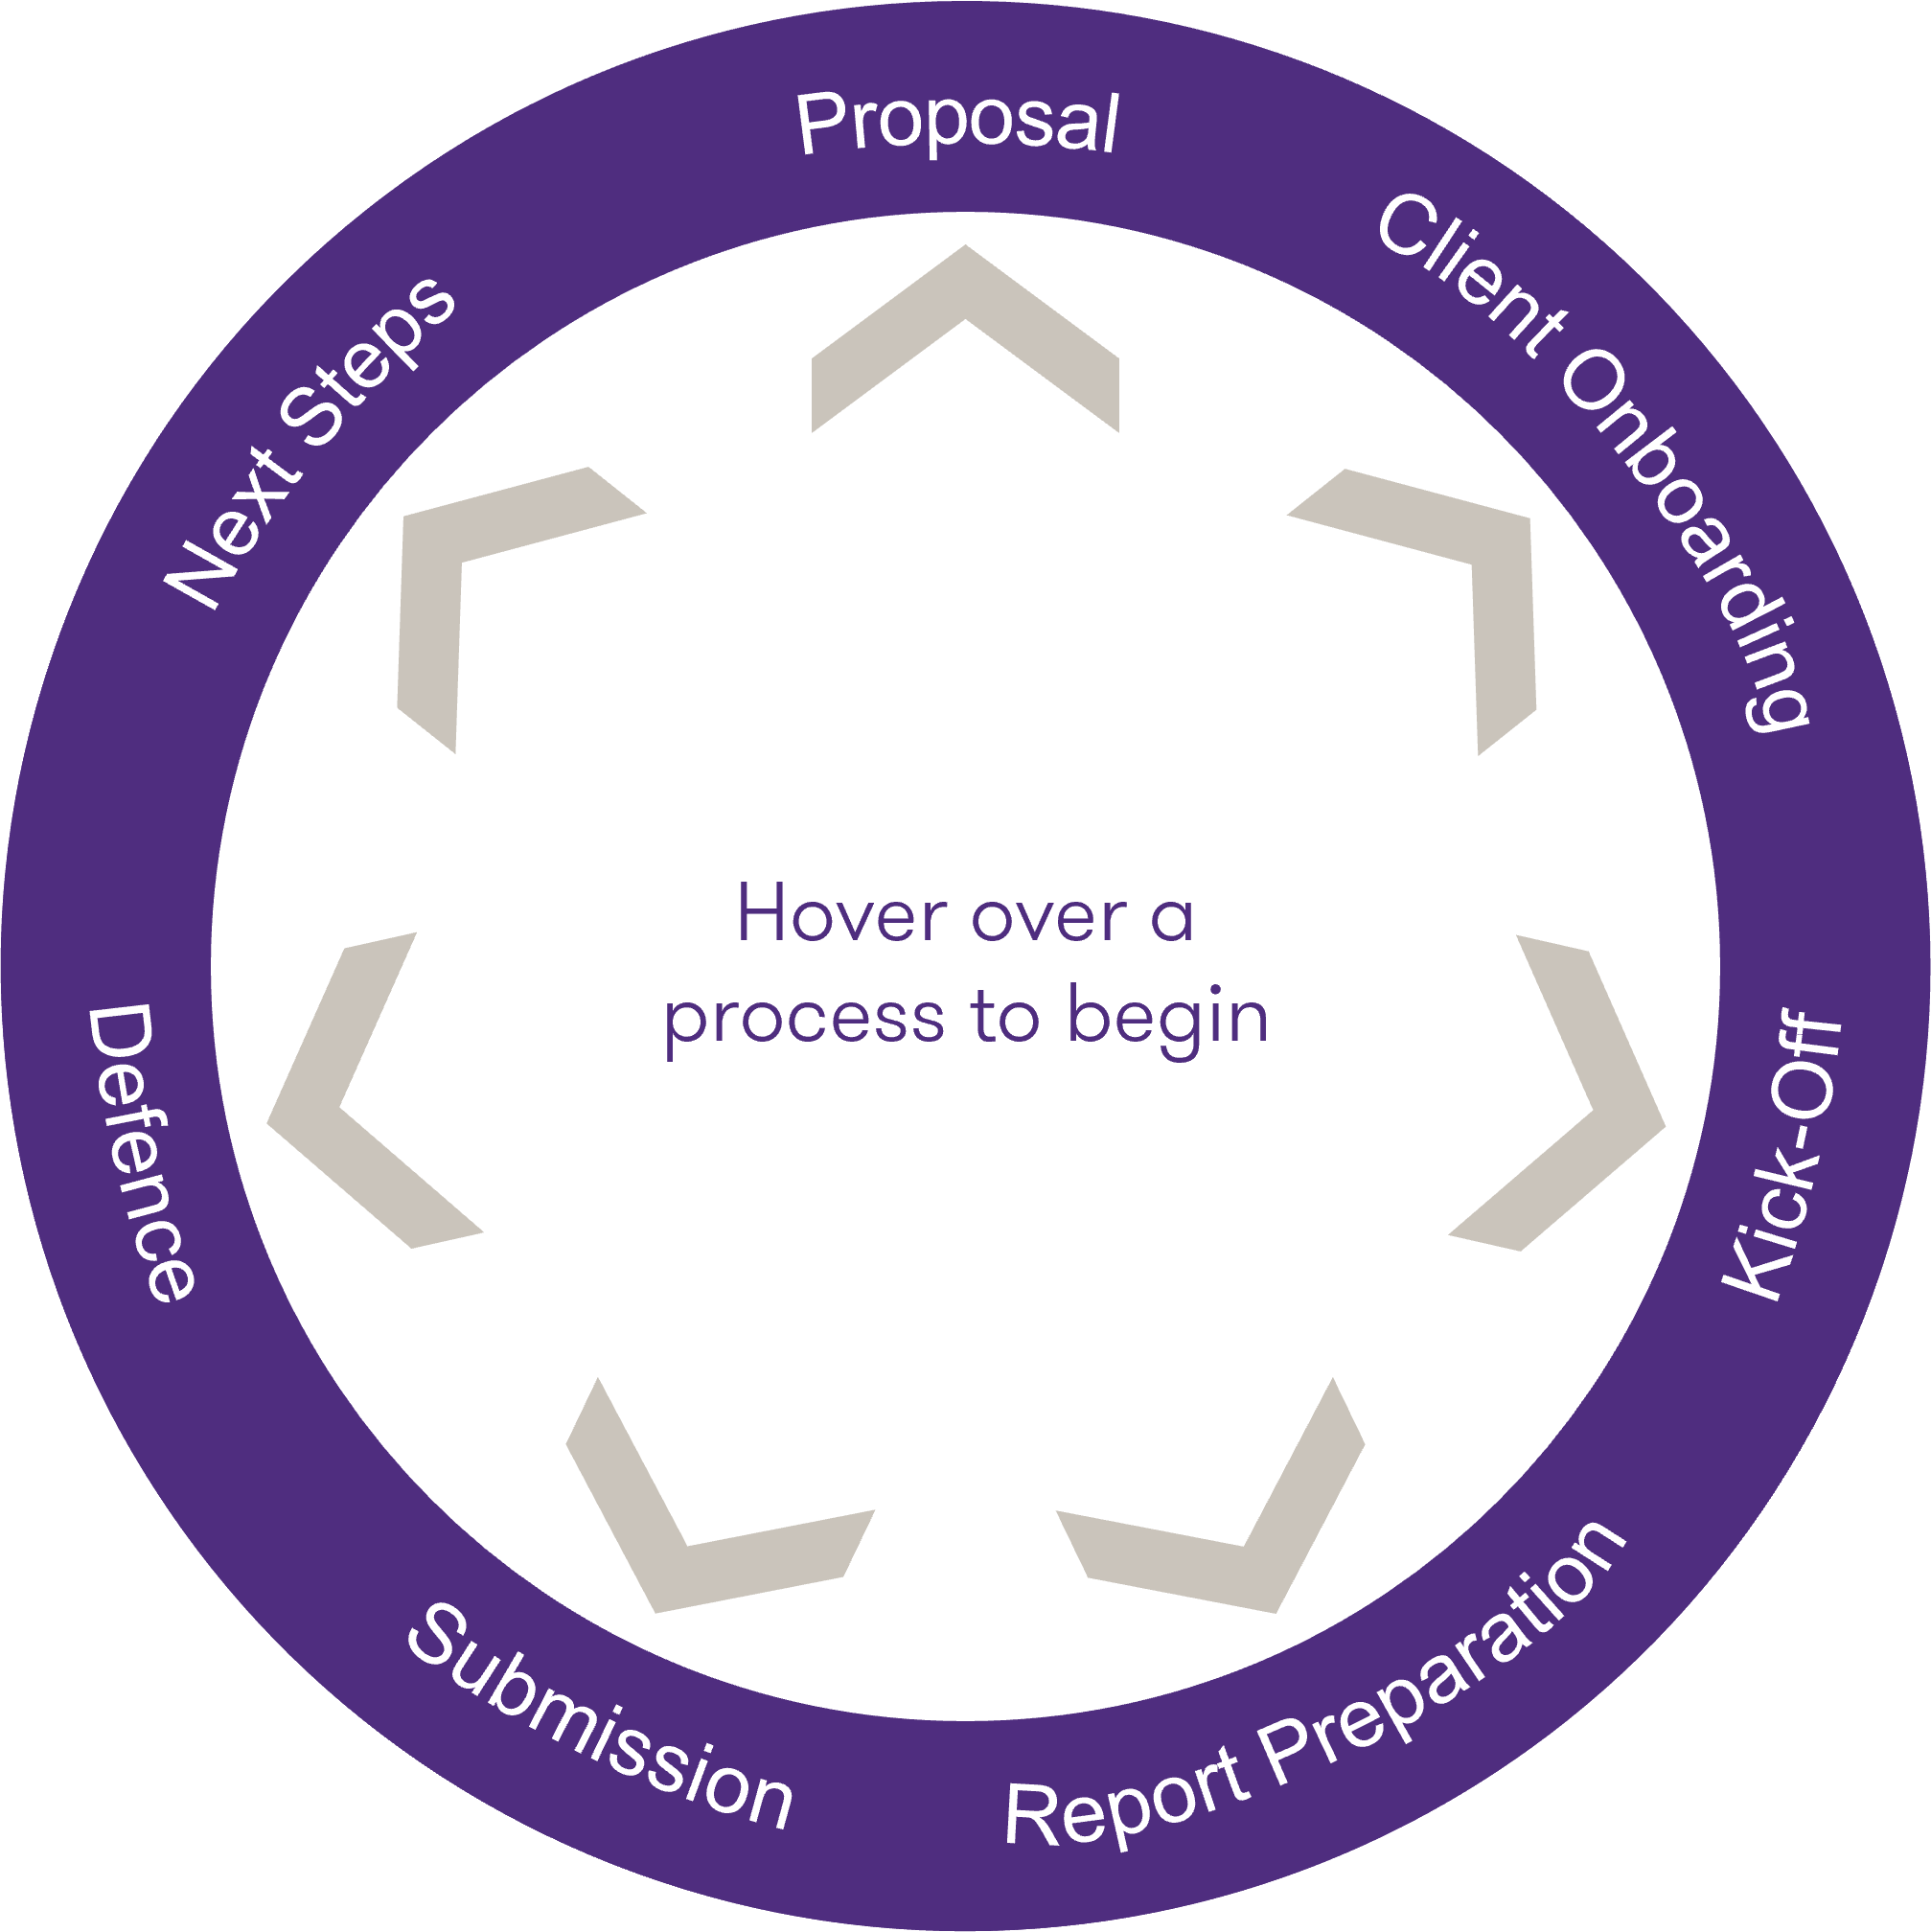 Proposal
Client Onboarding
Kick-Off
Report Preparation
Submission
Defence
Next Steps
Hover over a
process to begin